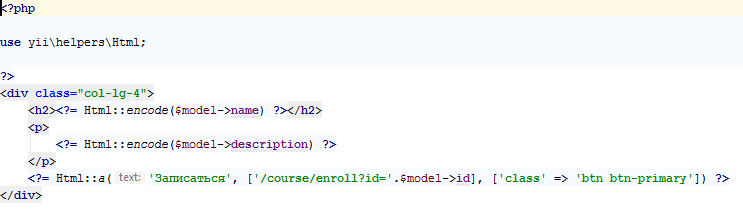 <?php
use yii\helpers\Html;
?>
<div class="col-lg-4">
    <h2><?= Html::encode($model->name) ?></h2>
    <p>
        <?= Html::encode($model->description) ?>
    </p>
    <?= Html::a( text: 'Записаться', ['/course/enroll?id='.$model->id], ['class' => 'btn btn-primary']) ?>
</div>